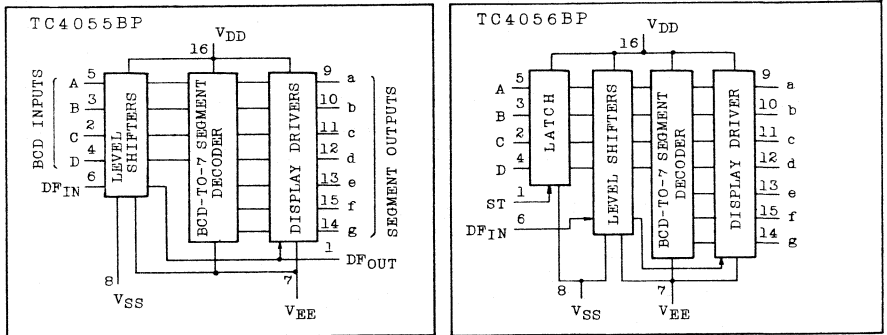 TC4055BP
VDD
16
BCD INPUTS
5 A
3 B
2 C
4 D
6 DFIN
LEVEL SHIFTERS
BCD-TO-7 SEGMENT DECODER
DISPLAY DRIVERS
9 a
10 b
11 c
12 d
13 e
15 f
14 g
SEGMENT OUTPUTS
1 DFOUT
8 VSS
7 VEE
TC4056BP
VDD
16
A 5
B 3
C 2
D 4
ST 1
DFIN 6
LATCH
LEVEL SHIFTERS
BCD-TO-7 SEGMENT DECODER
DISPLAY DRIVER
9 a
10 b
11 c
12 d
13 e
15 f
14 g
8 VSS
7 VEE